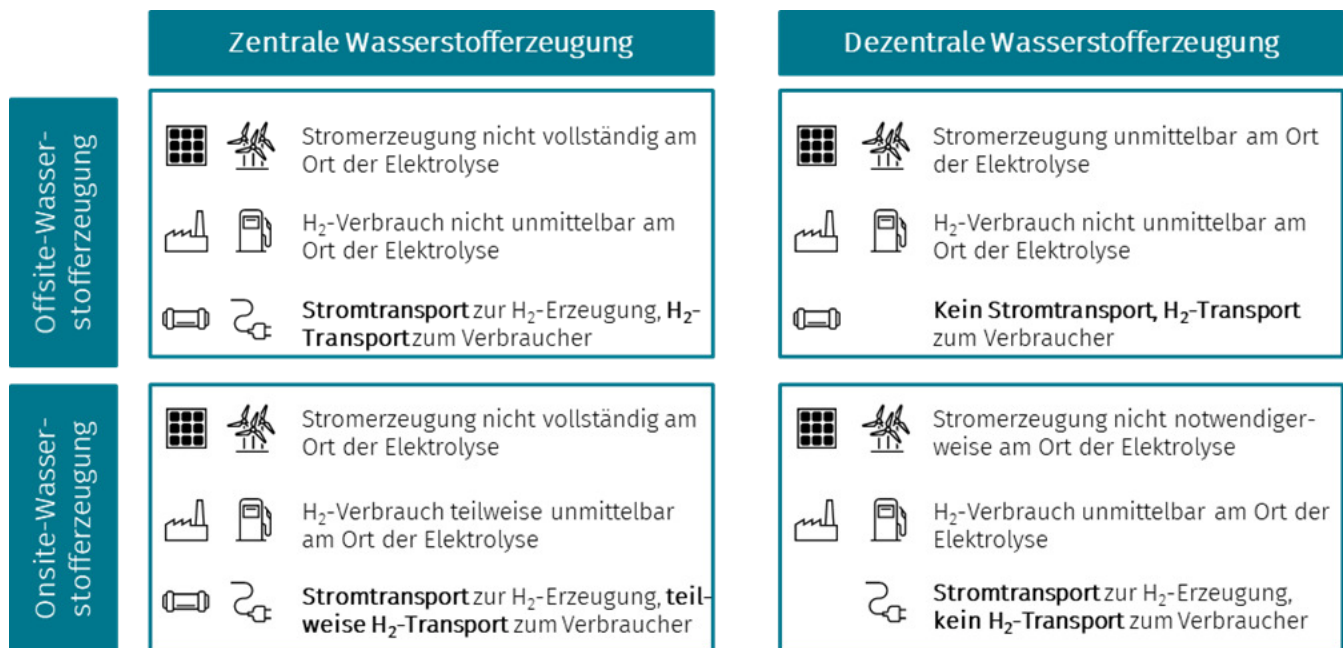 Zentrale Wasserstofferzeugung
Dezentrale Wasserstofferzeugung
Offsite-Wasser-
stofferzeugung
Stromerzeugung nicht vollständig am
Ort der Elektrolyse
H₂-Verbrauch nicht unmittelbar am
Ort der Elektrolyse
Stromtransport zur H₂-Erzeugung, H₂-
Transport zum Verbraucher
Stromerzeugung unmittelbar am Ort
der Elektrolyse
H₂-Verbrauch nicht unmittelbar am
Ort der Elektrolyse
Kein Stromtransport, H₂-Transport
zum Verbraucher
Onsite-Wasser-
stofferzeugung
Stromerzeugung nicht vollständig am
Ort der Elektrolyse
H₂-Verbrauch teilweise unmittelbar
am Ort der Elektrolyse
Stromtransport zur H₂-Erzeugung, teil-
weise H₂-Transport zum Verbraucher
Stromerzeugung nicht notwendiger-
weise am Ort der Elektrolyse
H₂-Verbrauch unmittelbar am Ort der
Elektrolyse
Stromtransport zur H₂-Erzeugung,
kein H₂-Transport zum Verbraucher